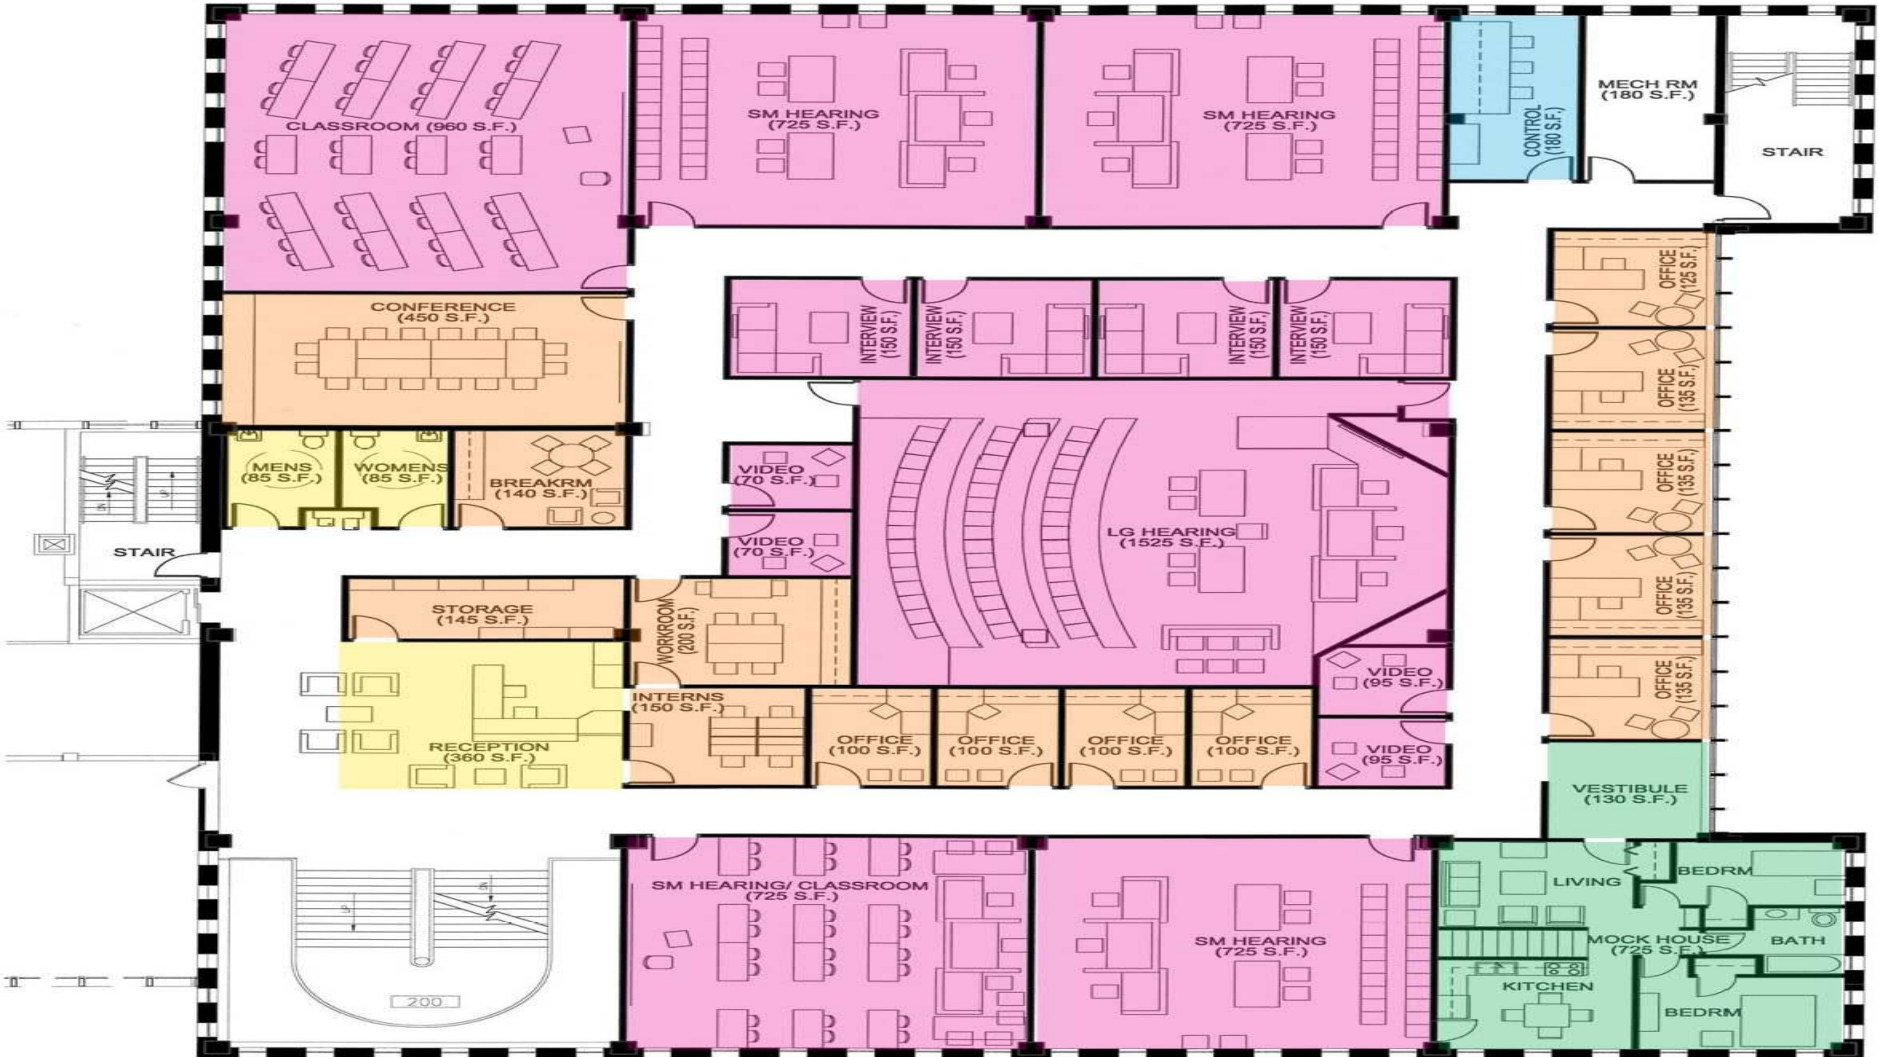 CLASSROOM (960 S.F.)
SM HEARING
(725 S.F.)
SM HEARING
(725 S.F.)
CONTROL
(180 S.F.)
MECH RM
(180 S.F.)
STAIR
CONFERENCE
(450 S.F.)
INTERVIEW
(150 S.F.)
INTERVIEW
(150 S.F.)
INTERVIEW
(150 S.F.)
INTERVIEW
(150 S.F.)
OFFICE
(125 S.F.)
OFFICE
(135 S.F.)
OFFICE
(135 S.F.)
OFFICE
(135 S.F.)
OFFICE
(135 S.F.)
MENS
(85 S.F.)
WOMENS
(85 S.F.)
BREAKRM
(140 S.F.)
VIDEO
(70 S.F.)
VIDEO
(70 S.F.)
LG HEARING
(1525 S.F.)
UP
DN
STAIR
STORAGE
(145 S.F.)
WORKROOM
(200 S.F.)
VIDEO
(95 S.F.)
VIDEO
(95 S.F.)
RECEPTION
(360 S.F.)
INTERNS
(150 S.F.)
OFFICE
(100 S.F.)
OFFICE
(100 S.F.)
OFFICE
(100 S.F.)
OFFICE
(100 S.F.)
VESTIBULE
(130 S.F.)
UP
DN
200
SM HEARING/ CLASSROOM
(725 S.F.)
SM HEARING
(725 S.F.)
LIVING
BEDRM
MOCK HOUSE
(725 S.F.)
BATH
KITCHEN
BEDRM